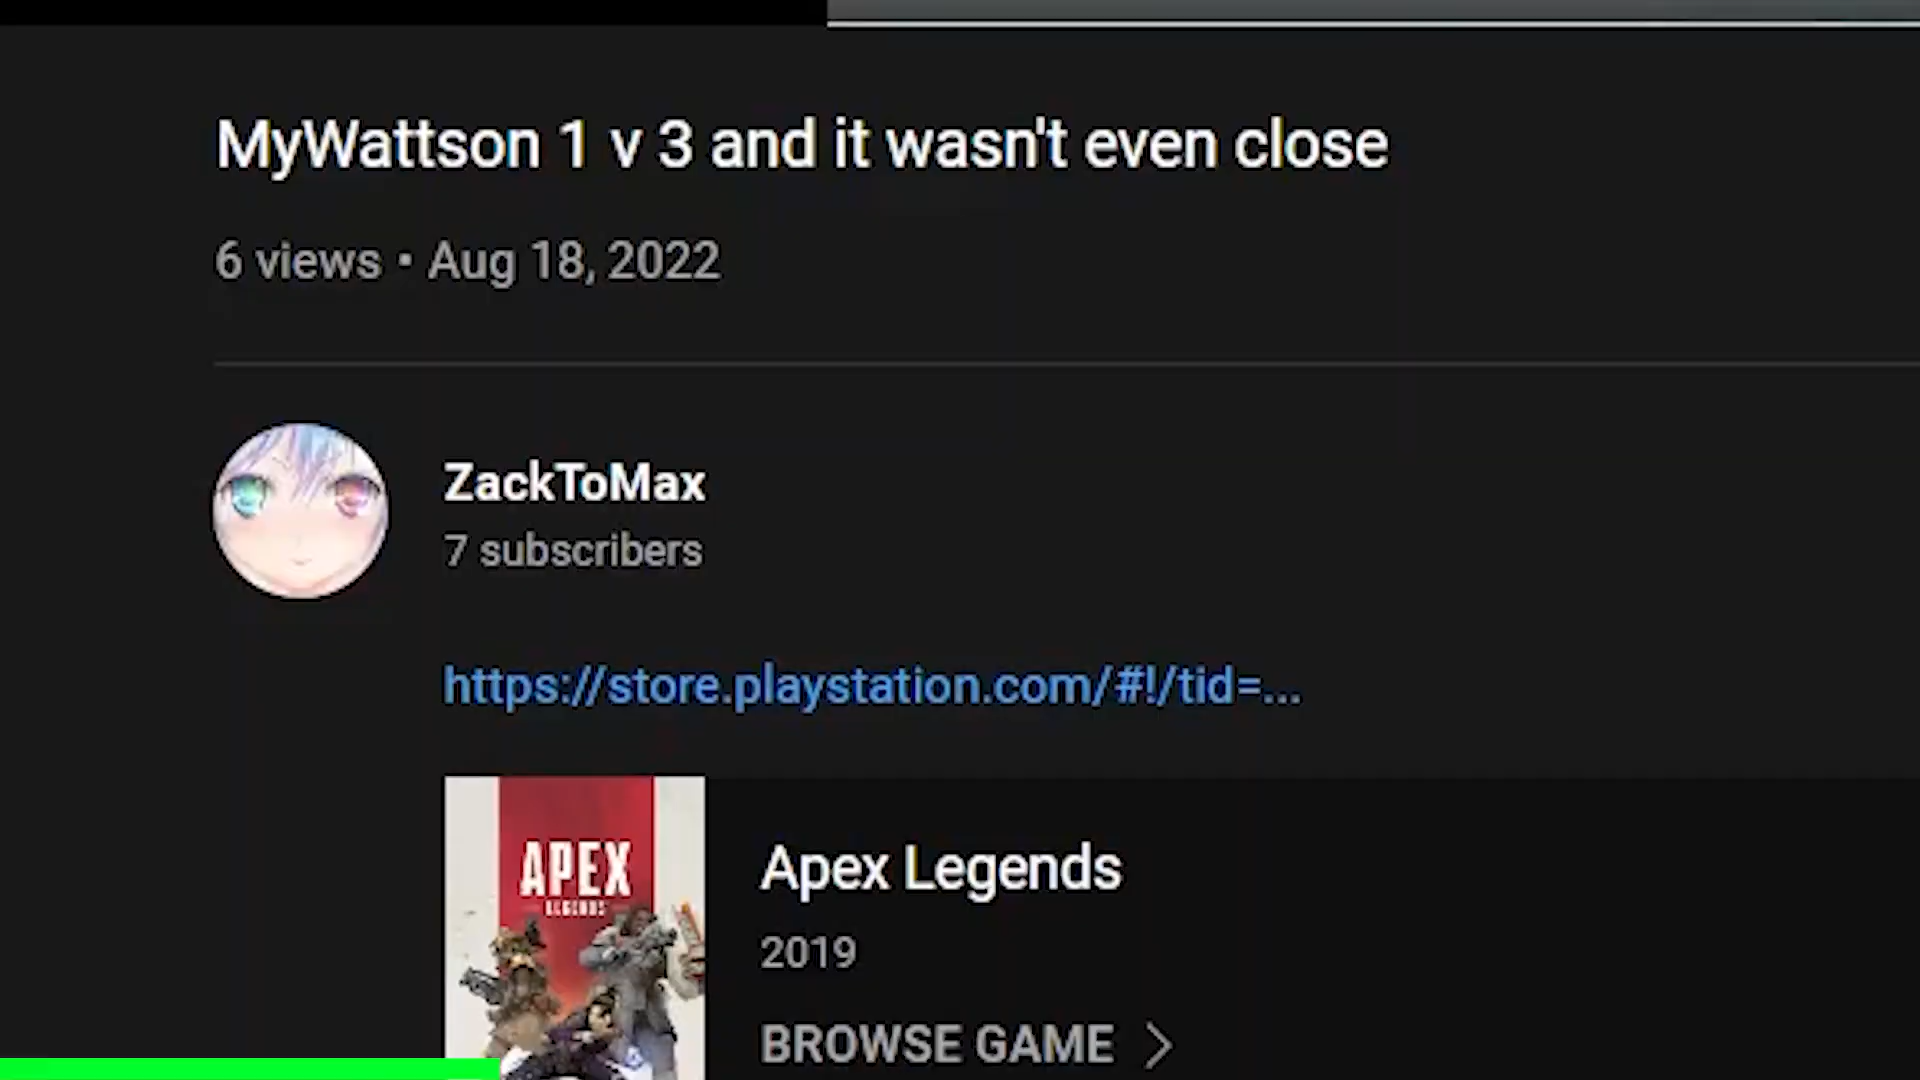 MyWattson 1 v 3 and it wasn't even close
6 views • Aug 18, 2022
ZackToMax
7 subscribers
https://store.playstation.com/#!/tid=...
APEX
LEGENDS
Apex Legends
2019
BROWSE GAME